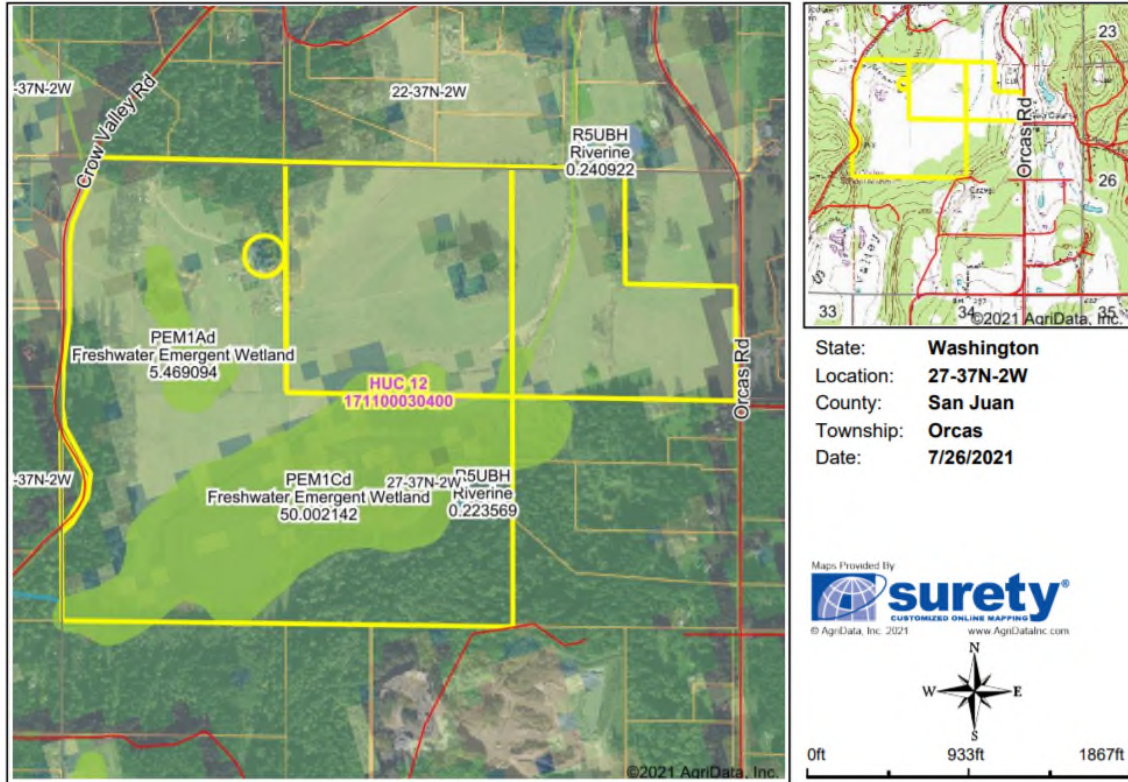 -37N-2W
Crow Valley Rd
22-37N-2W
R5UBH
Riverine
0.240922
PEM1Ad
Freshwater Emergent Wetland
5.469094
HUC 12
171100030400
Orcas Rd
-37N-2W
PEM1Cd
Freshwater Emergent Wetland
50.002142
27-37N-2W
R5UBH
Riverine
0.223569
©2021 AgriData, Inc.
23
Orcas Rd
26
33
34
35
©2021 AgriData, Inc.
State: Washington
Location: 27-37N-2W
County: San Juan
Township: Orcas
Date: 7/26/2021
Maps Provided By
surety®
CUSTOMIZED ONLINE MAPPING
© AgriData, Inc. 2021 www.AgriDataInc.com
N
W E
S
0ft 933ft 1867ft